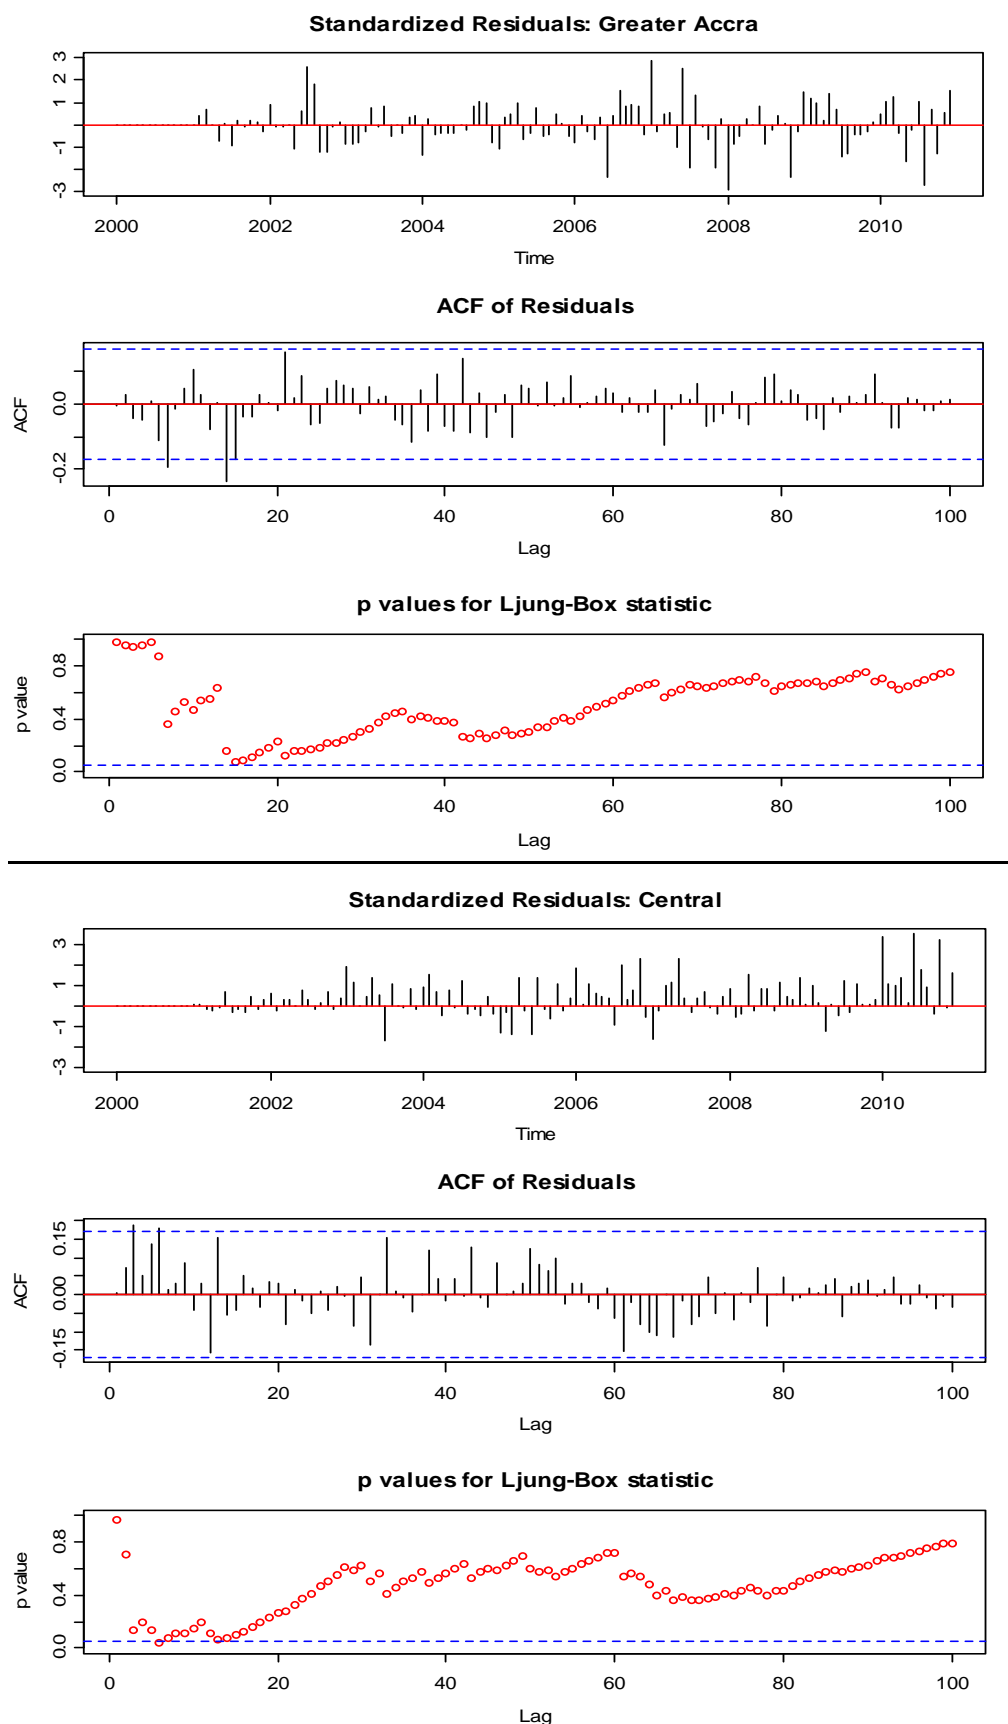 Standardized Residuals: Greater Accra
3
2
1
-1
-3
2000 2002 2004 2006 2008 2010
Time
ACF of Residuals
ACF
0.0
-0.2
0 20 40 60 80 100
Lag
p values for Ljung-Box statistic
p value
0.8
0.4
0.0
0 20 40 60 80 100
Lag
Standardized Residuals: Central
3
1
-1
-3
2000 2002 2004 2006 2008 2010
Time
ACF of Residuals
ACF
0.15
0.00
-0.15
0 20 40 60 80 100
Lag
p values for Ljung-Box statistic
p value
0.8
0.4
0.0
0 20 40 60 80 100
Lag